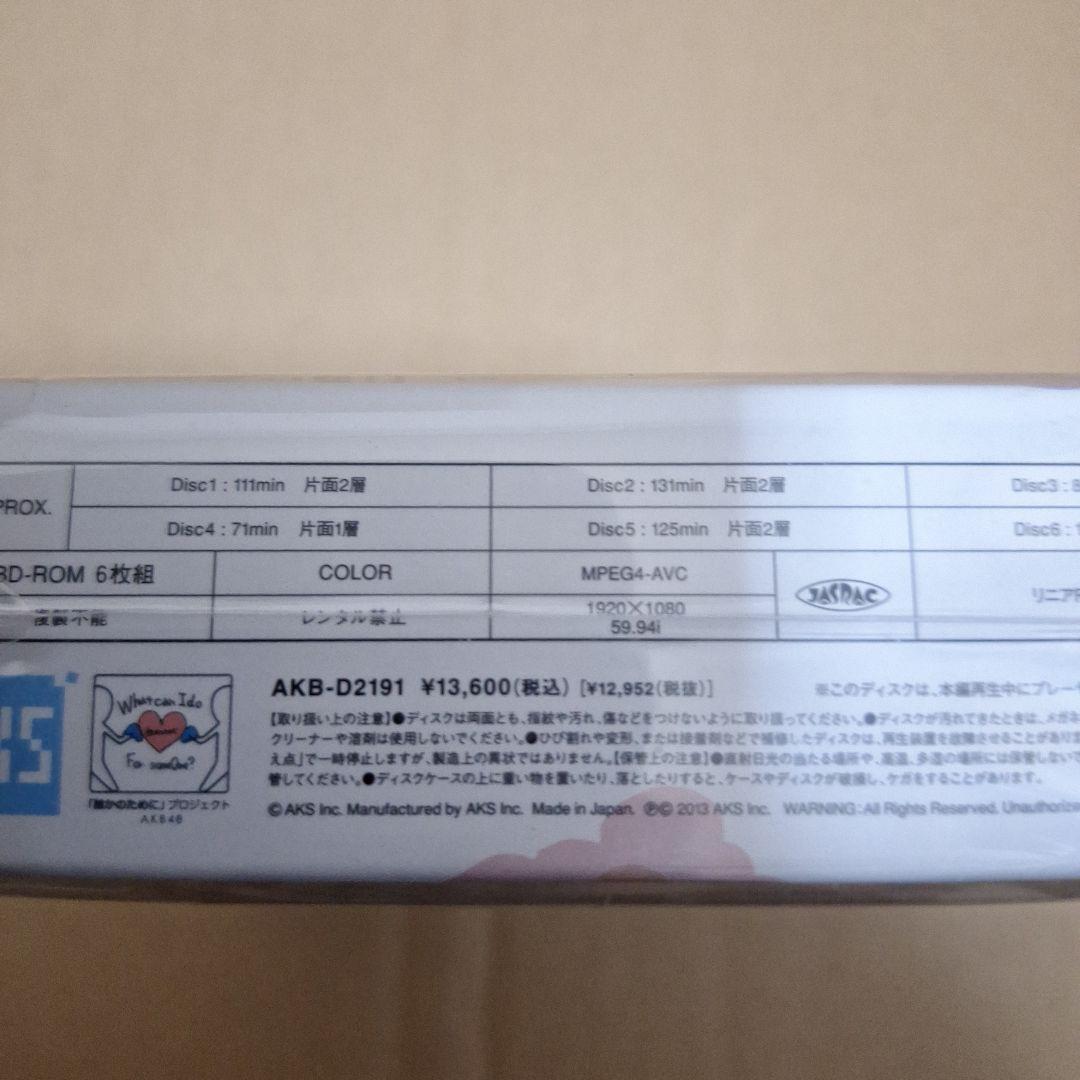 PROX.
Disc1 : 111min 片面2層
Disc2 : 131min 片面2層
Disc3 : 8
Disc4 : 71min 片面1層
Disc5 : 125min 片面2層
Disc6 : 1
BD-ROM 6枚組
COLOR
MPEG4-AVC
JASRAC
リニアP
複製不能
レンタル禁止
1920×1080
59.94i
KS
What can I do
For someone?
「誰かのために」プロジェクト
AKB48
AKB-D2191 ¥13,600(税込) [¥12,952(税抜)]
※このディスクは、本編再生中にプレーヤ
【取り扱い上の注意】●ディスクは両面とも、指紋や汚れ、傷などをつけないように取り扱ってください。●ディスクが汚れてきたときは、メガネ
クリーナーや溶剤は使用しないでください。●ひび割れや変形、または接着剤などで補修したディスクは、再生装置を故障させることがありま
え点」で一時停止しますが、製造上の異状ではありません。【保管上の注意】●直射日光の当たる場所や、高温、多湿の場所には保管しないで
管してください。●ディスクケースの上に重い物を置いたり、落としたりすると、ケースやディスクが破損し、ケガをすることがあります。
© AKS Inc. Manufactured by AKS Inc. Made in Japan. ℗© 2013 AKS Inc. WARNING: All Rights Reserved. Unauthorize